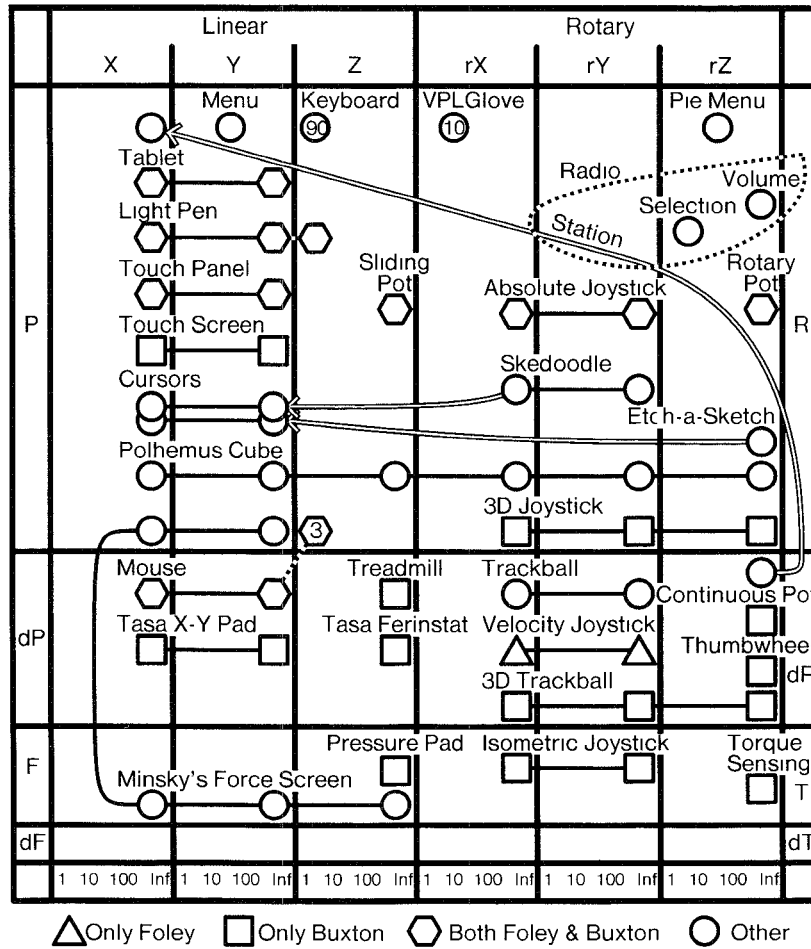 Linear Rotary
X Y Z rX rY rZ
Menu Keyboard VPLGlove Pie Menu
90 10
Tablet Radio Volume
Light Pen Station Selection
Touch Panel Sliding Pot Absolute Joystick Rotary Pot
P R
Touch Screen
Cursors Skedoodle
Etch-a-Sketch
Polhemus Cube
3D Joystick
3
Mouse Treadmill Trackball
Continuous Pot
dP Tasa X-Y Pad Tasa Ferinstat Velocity Joystick Thumbwhee
3D Trackball
F Pressure Pad Isometric Joystick Torque Sensing
T
Minsky's Force Screen
dF dT
1 10 100 Inf 1 10 100 Inf 1 10 100 Inf 1 10 100 Inf 1 10 100 Inf 1 10 100 Inf
Only Foley Only Buxton Both Foley & Buxton Other